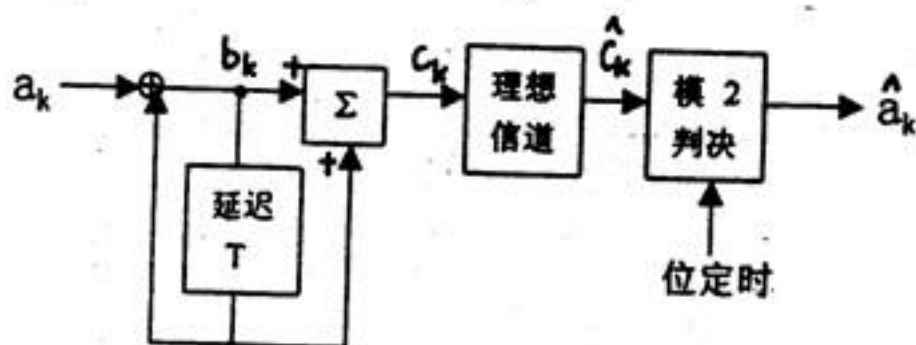 a_k
⊕
b_k
+
Σ
+
c_k
理想
信道
ĉ_k
模 2
判决
â_k
延迟
T
位定时